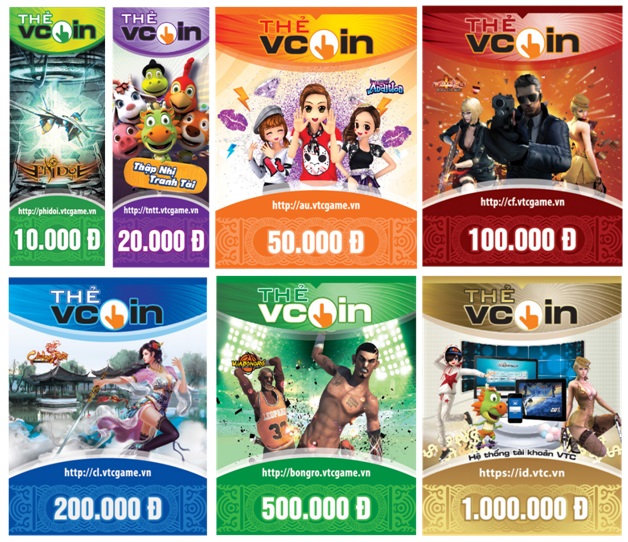 THẺ
vcoin
PHIĐỘI
http://phidoi.vtcgame.vn
10.000 Đ
THẺ
vcoin
Thập Nhị
Tranh Tài
http://tntt.vtcgame.vn
20.000 Đ
THẺ
vcoin
Audition
http://au.vtcgame.vn
50.000 Đ
THẺ
vcoin
http://cf.vtcgame.vn
100.000 Đ
THẺ
vcoin
http://cl.vtcgame.vn
200.000 Đ
THẺ
vcoin
VUABÓNGRỔ
30
http://bongro.vtcgame.vn
500.000 Đ
THẺ
vcoin
Hệ thống tài khoản VTC
https://id.vtc.vn
1.000.000 Đ